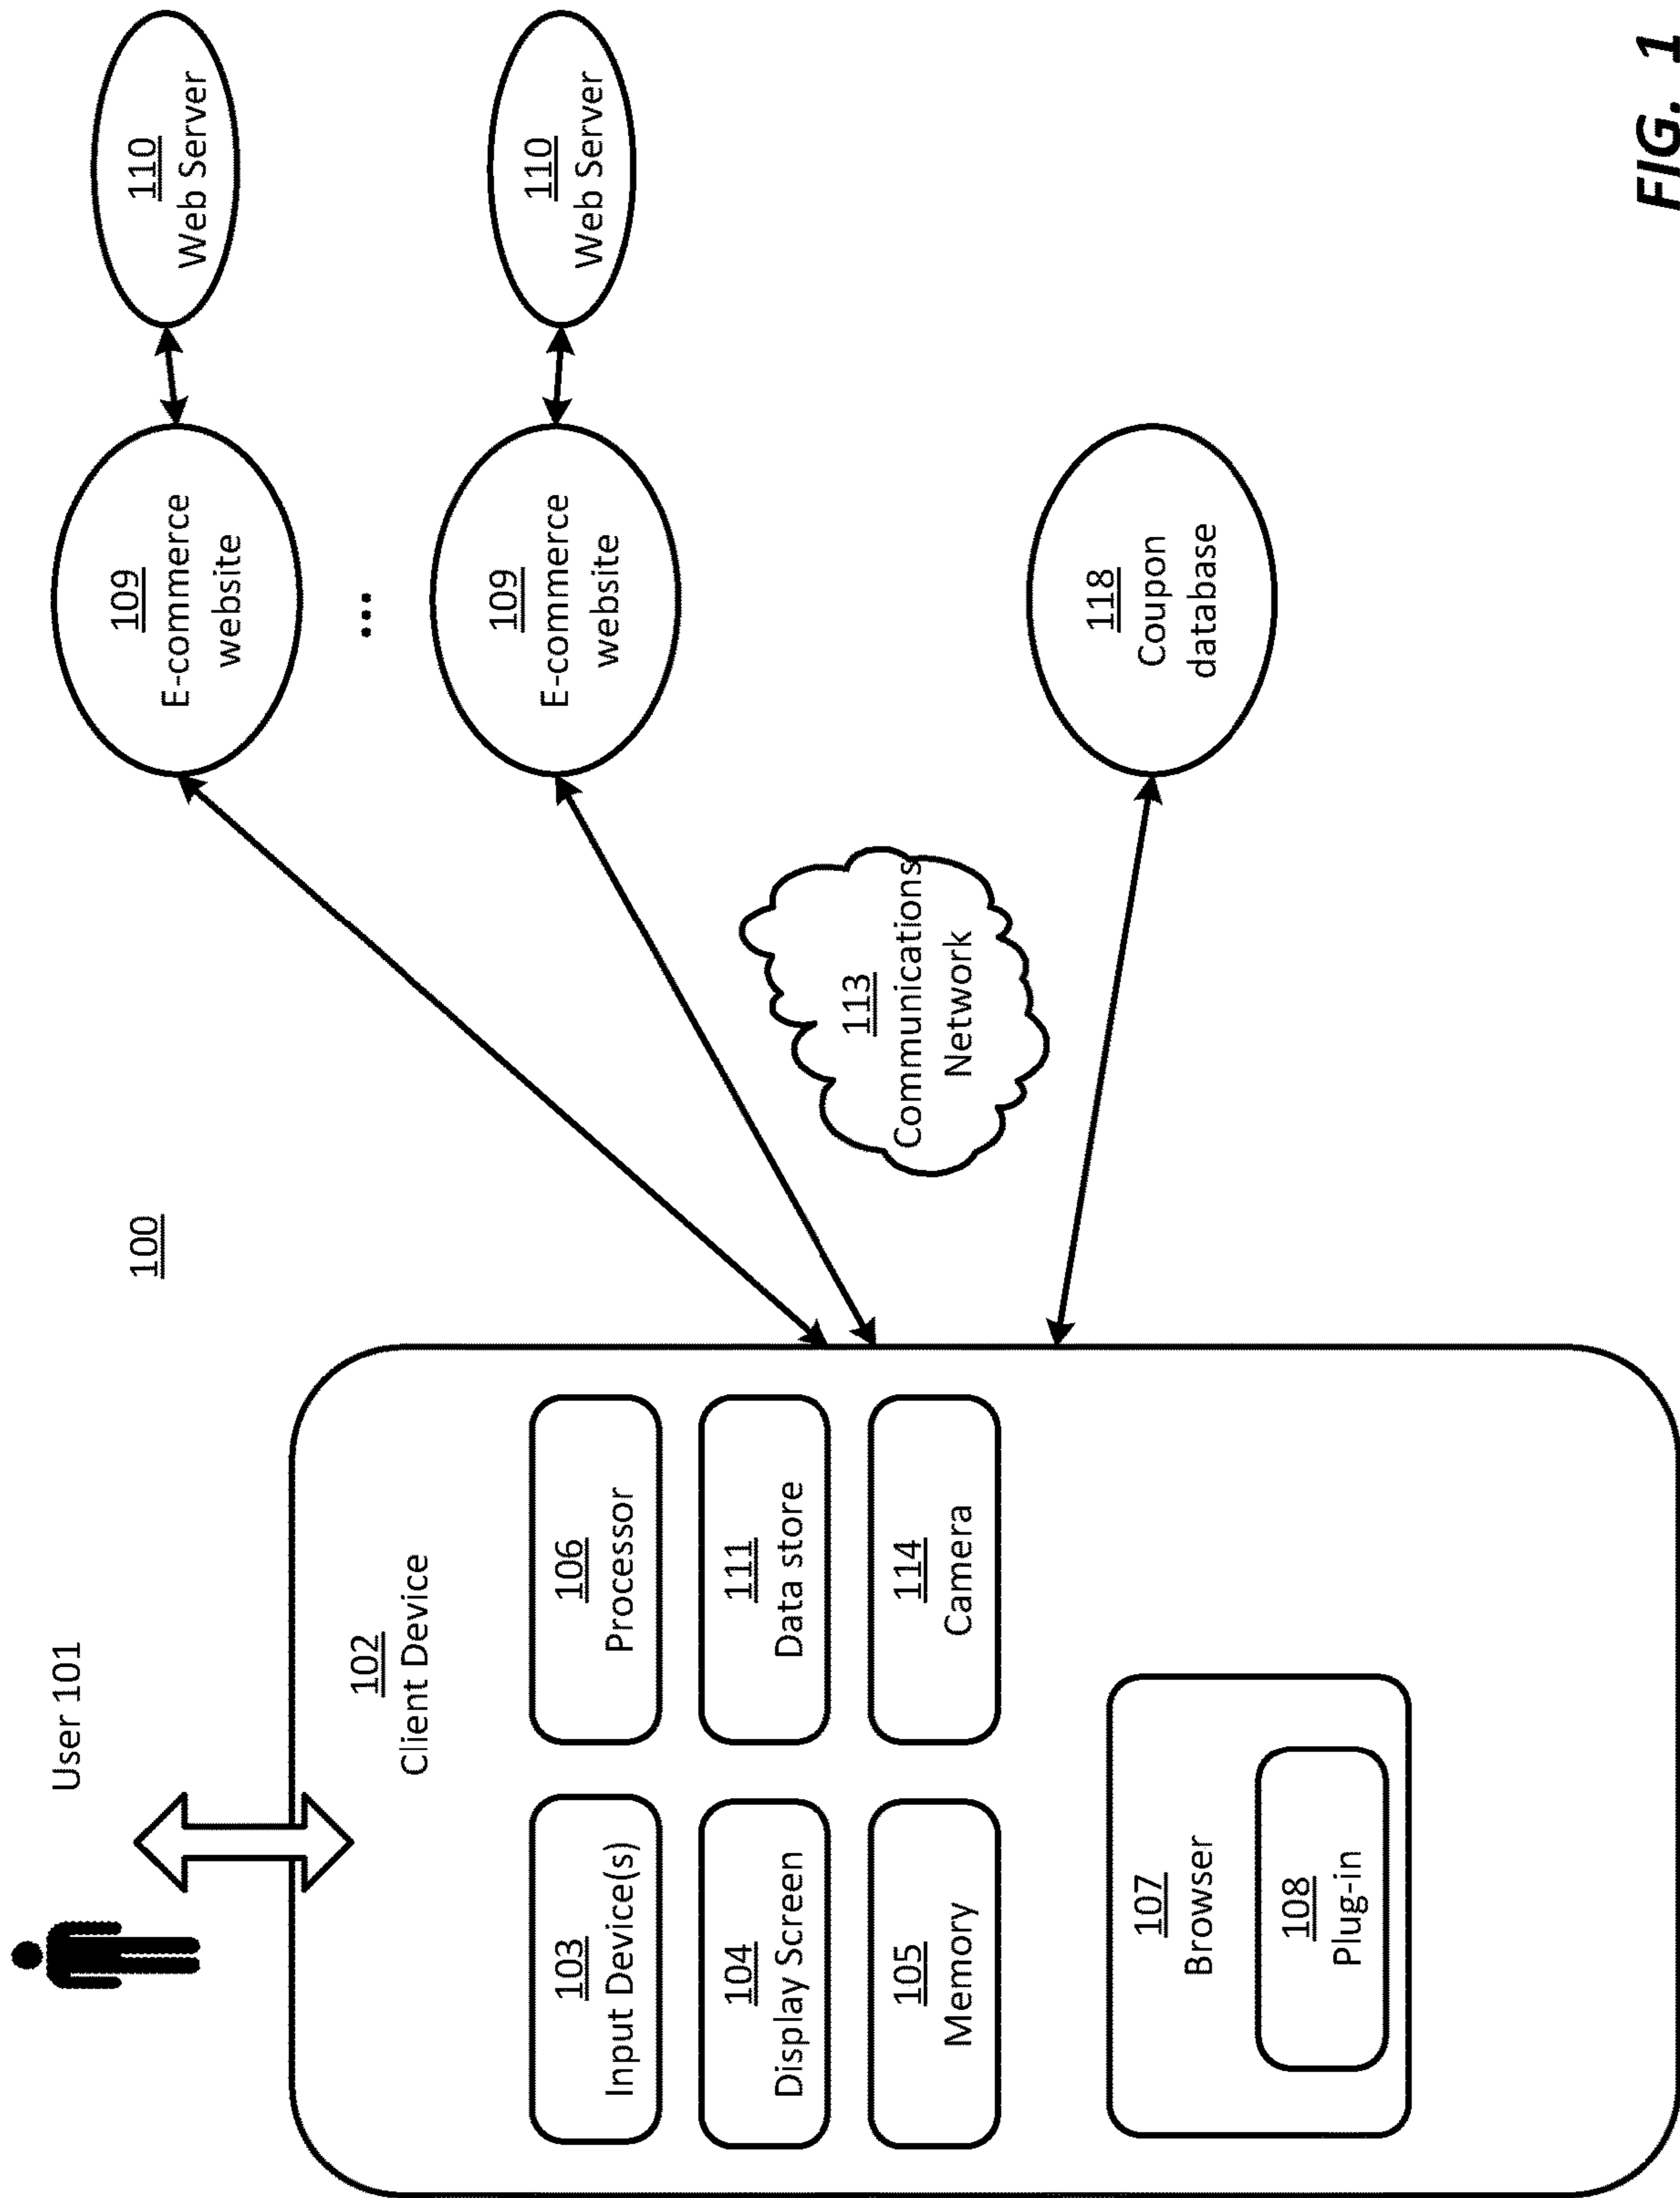 User 101
100
102
Client Device
103
Input Device(s)
106
Processor
104
Display Screen
111
Data store
105
Memory
114
Camera
107
Browser
108
Plug-in
113
Communications
Network
109
E-commerce
website
110
Web Server
...
109
E-commerce
website
110
Web Server
118
Coupon
database
FIG. 1